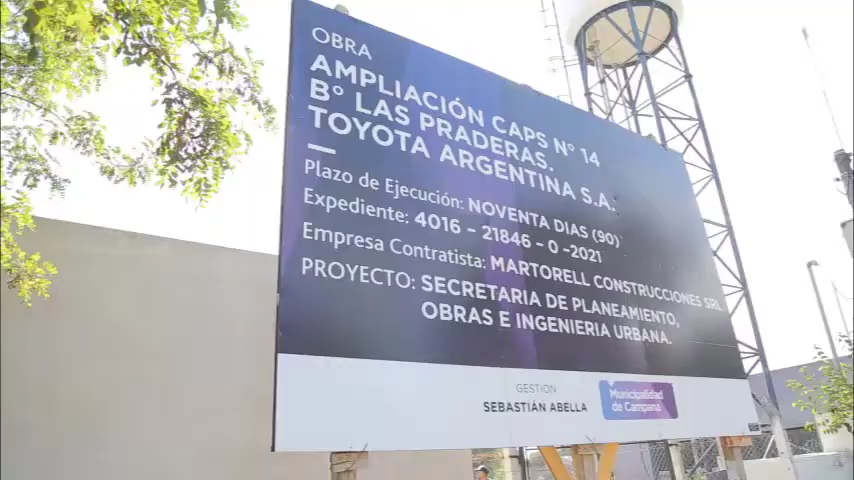 OBRA
AMPLIACIÓN CAPS N° 14
B° LAS PRADERAS.
TOYOTA ARGENTINA S.A.
Plazo de Ejecución: NOVENTA DIAS (90)
Expediente: 4016 - 21846 - 0 -2021
Empresa Contratista: MARTORELL CONSTRUCCIONES SRL
PROYECTO: SECRETARIA DE PLANEAMIENTO,
OBRAS E INGENIERIA URBANA.
GESTION
SEBASTIÁN ABELLA
Municipalidad
de Campana